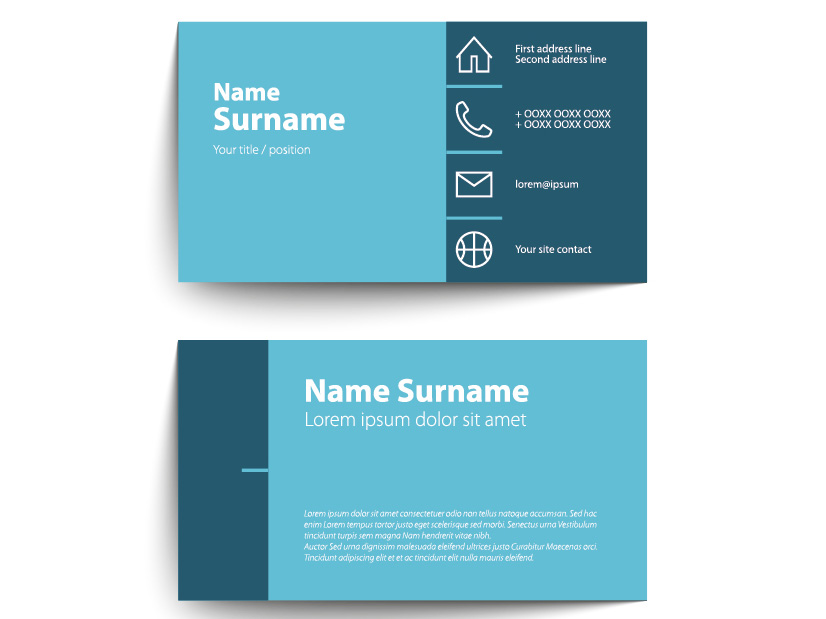 Name
Surname
Your title / position
First address line
Second address line
+ OOXX OOXX OOXX
+ OOXX OOXX OOXX
lorem@ipsum
Your site contact
Name Surname
Lorem ipsum dolor sit amet
Lorem ipsum dolor sit amet consectetuer odio non tellus natoque accumsan. Sed hac
enim Lorem tempus tortor justo eget scelerisque sed morbi. Senectus urna Vestibulum
tincidunt turpis sem magna Nam hendrerit vitae nibh.
Auctor Sed urna dignissim malesuada eleifend ultrices justo Curabitur Maecenas orci.
Tincidunt adipiscing elit et et ac tincidunt elit nulla mauris eleifend.